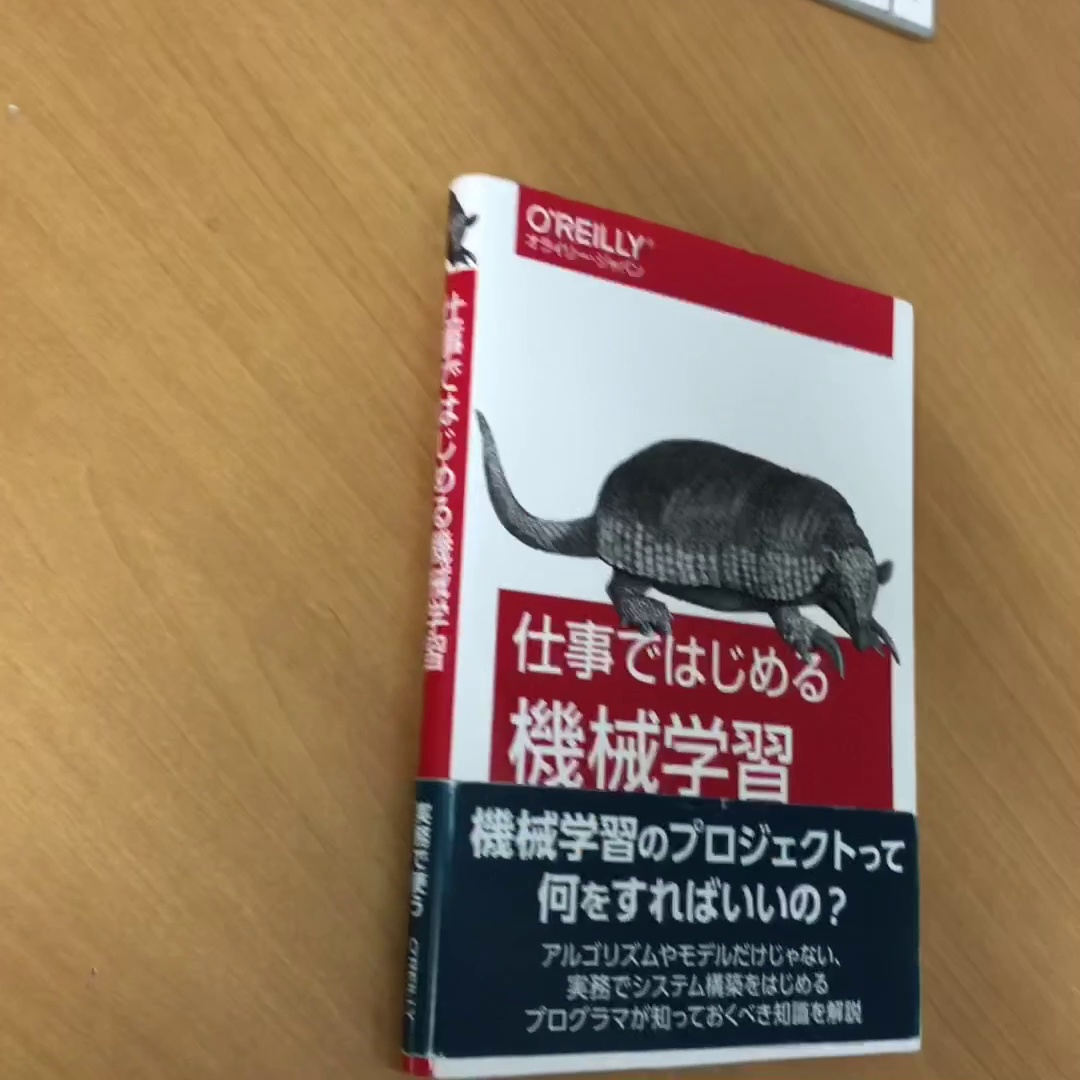 O'REILLY®
オライリー・ジャパン
仕事ではじめる機械学習
仕事ではじめる
機械学習
機械学習のプロジェクトって
何をすればいいの?
アルゴリズムやモデルだけじゃない、
実務でシステム構築をはじめる
プログラマが知っておくべき知識を解説
O'REILLY